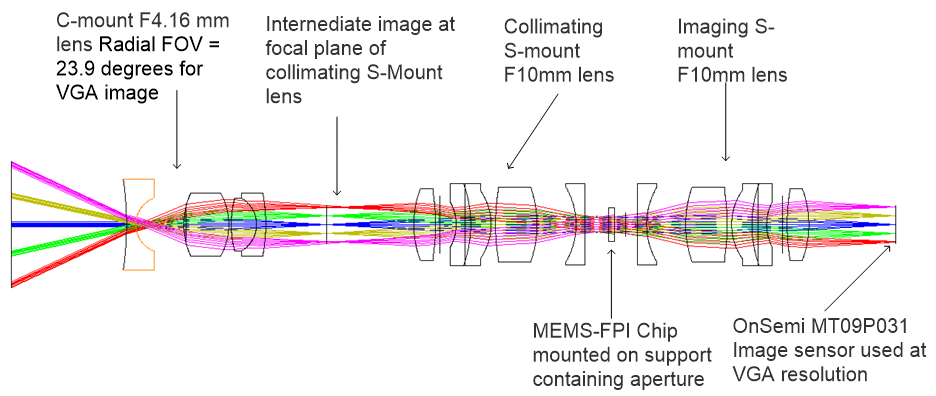 C-mount F4.16 mm
lens Radial FOV =
23.9 degrees for
VGA image
Internediate image at
focal plane of
collimating S-Mount
lens
Collimating
S-mount
F10mm lens
Imaging S-
mount
F10mm lens
MEMS-FPI Chip
mounted on support
containing aperture
OnSemi MT09P031
Image sensor used at
VGA resolution